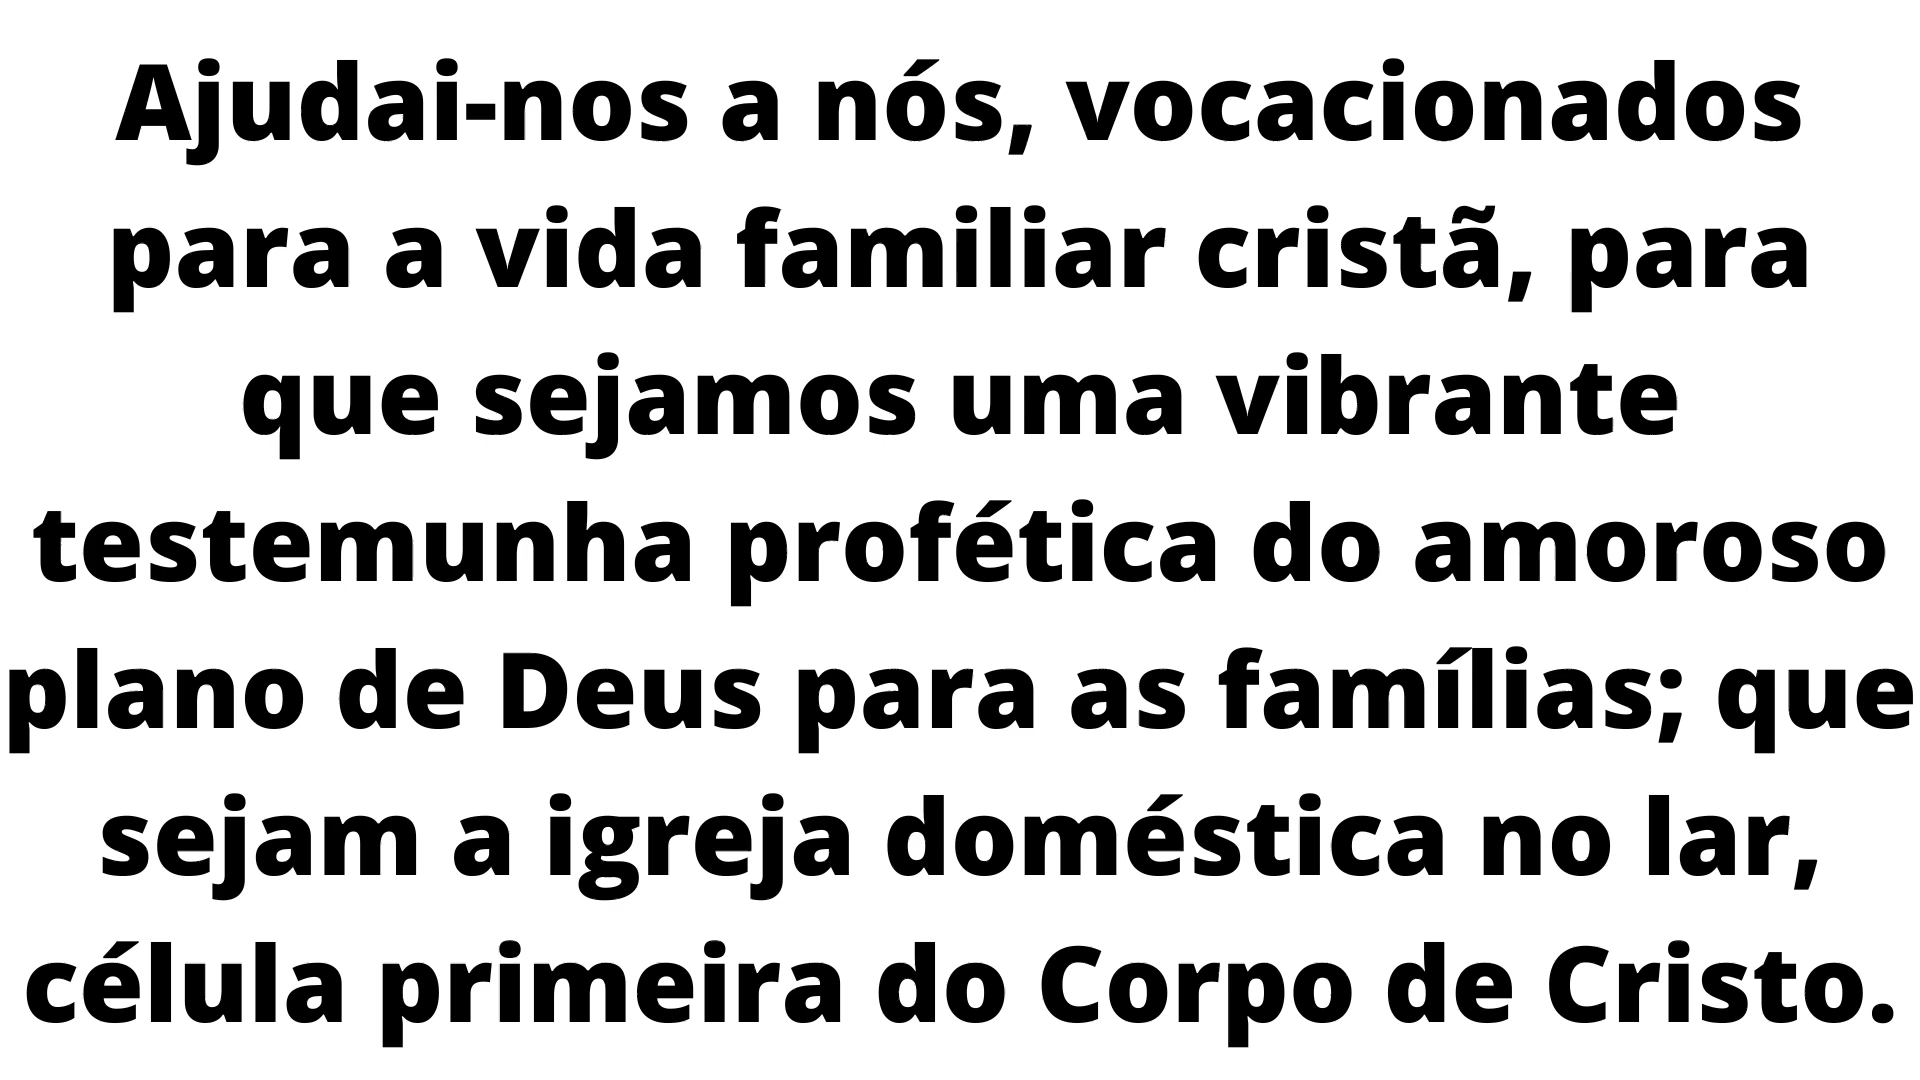 Ajudai-nos a nós, vocacionados
para a vida familiar cristã, para
que sejamos uma vibrante
testemunha profética do amoroso
plano de Deus para as famílias; que
sejam a igreja doméstica no lar,
célula primeira do Corpo de Cristo.